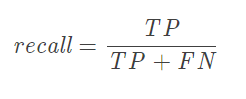 recall = TP / TP + FN